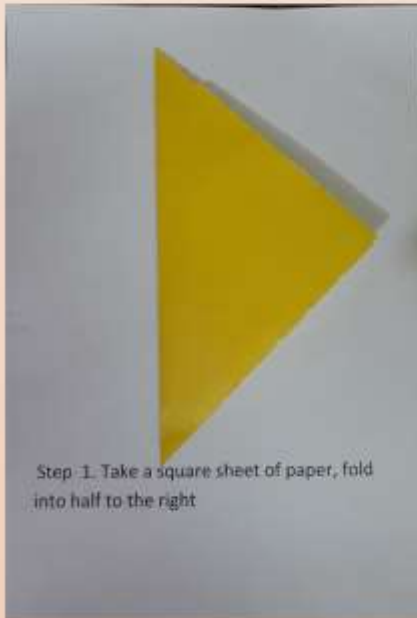 Step 1. Take a square sheet of paper, fold
into half to the right